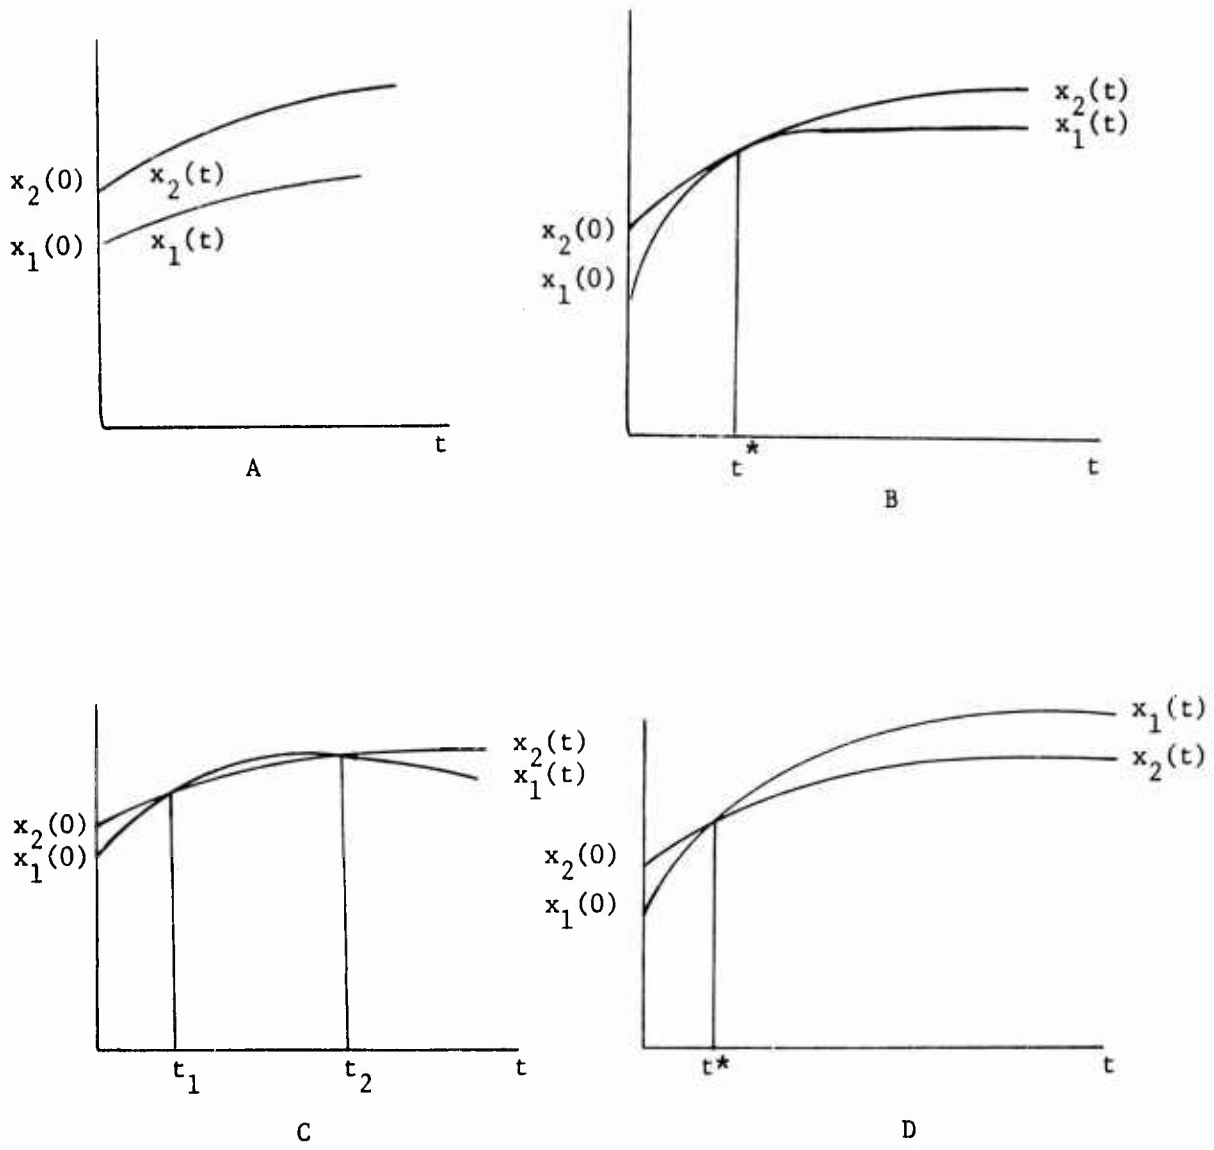 x₂(0)
x₂(t)
x₁(0)
x₁(t)
t
A
x₂(t)
x₁(t)
x₂(0)
x₁(0)
t*
t
B
x₂(t)
x₁(t)
x₂(0)
x₁(0)
t₁
t₂
t
C
x₁(t)
x₂(t)
x₂(0)
x₁(0)
t*
t
D